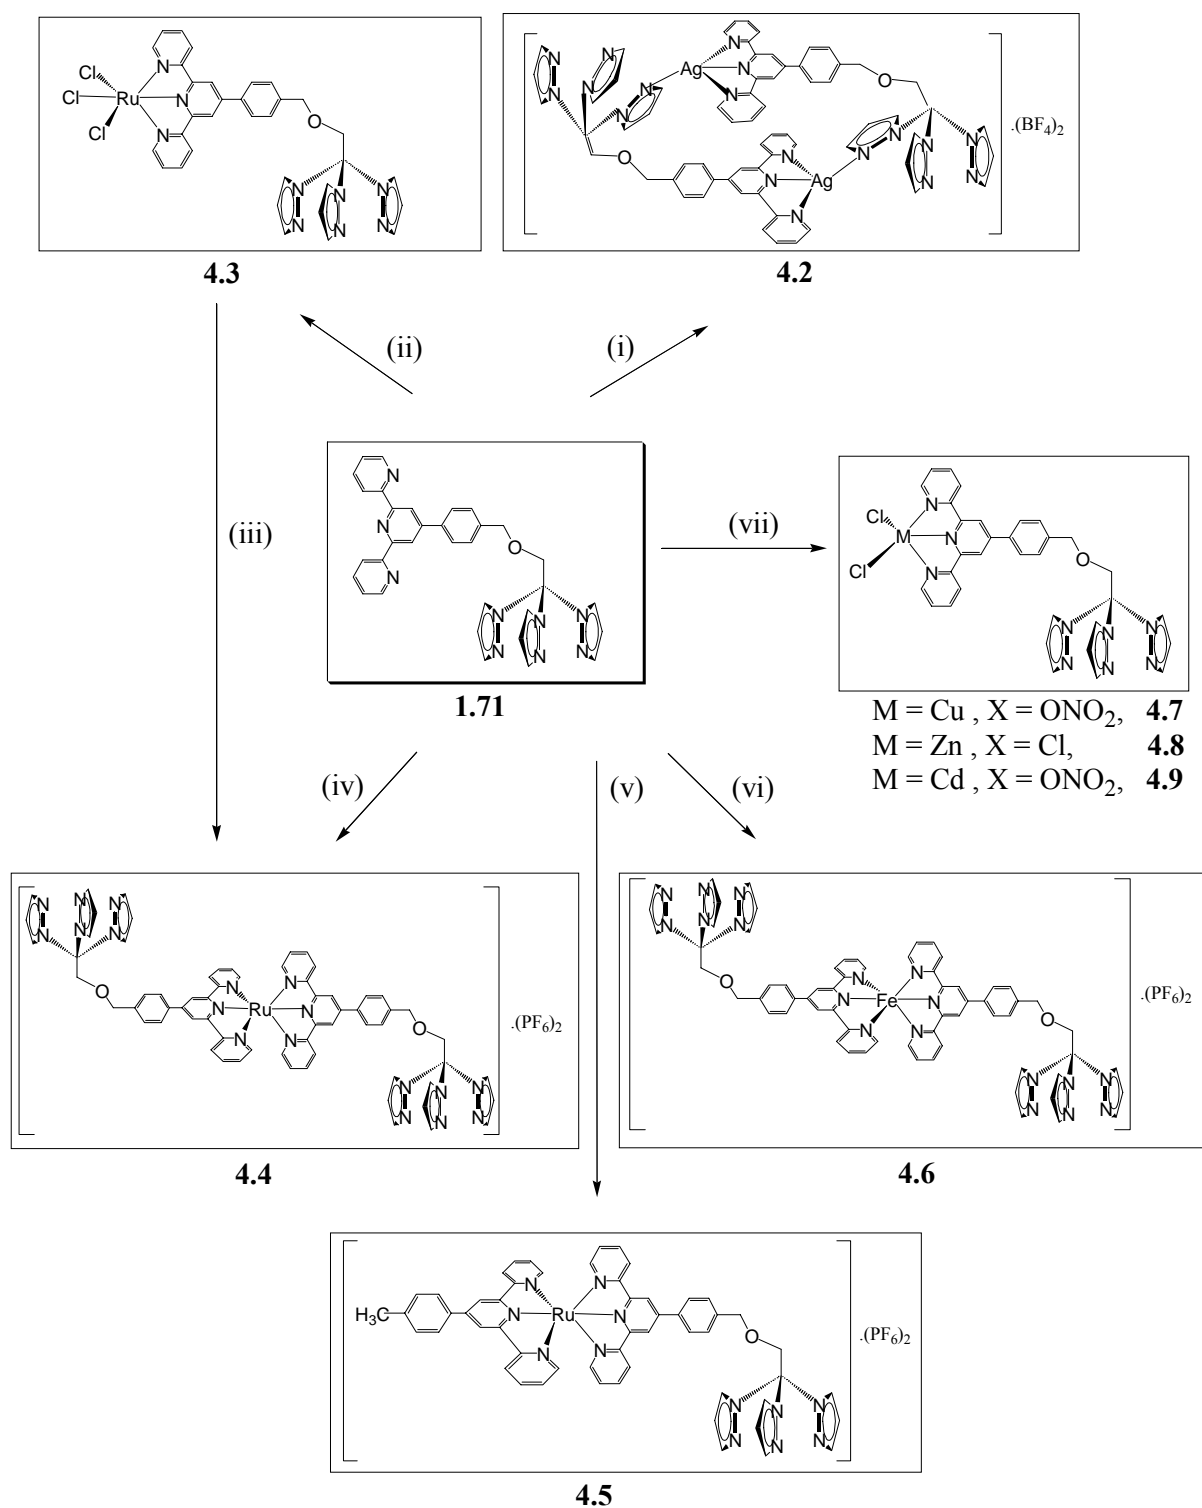 Cl
Cl
Cl
Ru
N
N
N
O
N
N
N
N
N
N
4.3
N
N
N
N
N
N
Ag
N
N
N
O
O
N
N
N
Ag
N
N
N
N
N
N
.(BF4)2
4.2
(ii)
(i)
(iii)
N
N
N
O
N
N
N
N
N
N
1.71
(vii)
Cl
Cl
M
N
N
N
O
N
N
N
N
N
N
M = Cu , X = ONO2, 4.7
M = Zn , X = Cl, 4.8
M = Cd , X = ONO2, 4.9
(iv)
(v)
(vi)
N
N
N
N
N
N
O
N
N
N
Ru
N
N
N
O
N
N
N
N
N
N
.(PF6)2
4.4
N
N
N
N
N
N
O
N
N
N
Fe
N
N
N
O
N
N
N
N
N
N
.(PF6)2
4.6
H3C
N
N
N
Ru
N
N
N
O
N
N
N
N
N
N
.(PF6)2
4.5